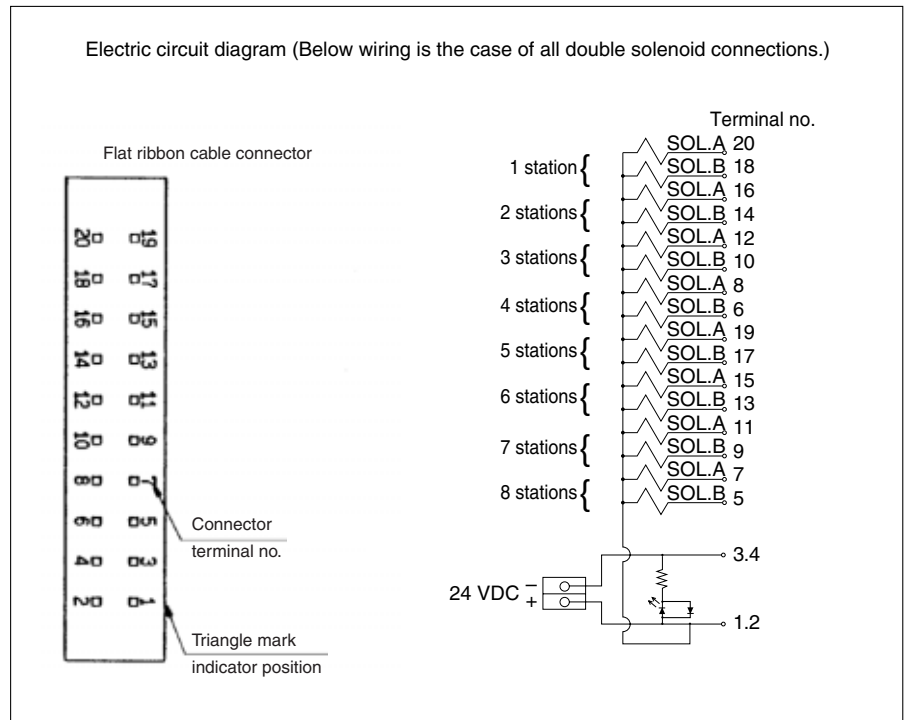 Electric circuit diagram (Below wiring is the case of all double solenoid connections.)
Flat ribbon cable connector
20 19
18 17
16 15
14 13
12 11
10 9
8 7
6 5
4 3
2 1
Connector
terminal no.
Triangle mark
indicator position
Terminal no.
1 station{
SOL.A 20
SOL.B 18
2 stations{
SOL.A 16
SOL.B 14
3 stations{
SOL.A 12
SOL.B 10
4 stations{
SOL.A 8
SOL.B 6
5 stations{
SOL.A 19
SOL.B 17
6 stations{
SOL.A 15
SOL.B 13
7 stations{
SOL.A 11
SOL.B 9
8 stations{
SOL.A 7
SOL.B 5
24 VDC
−
+
3.4
1.2